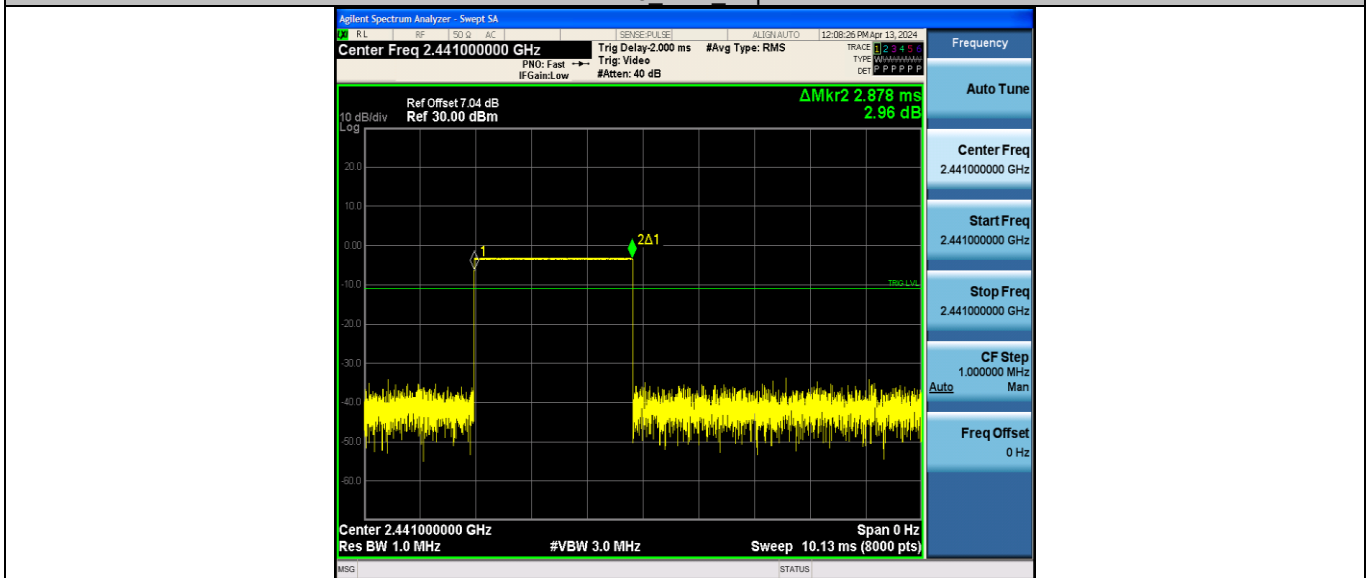 Agilent Spectrum Analyzer - Swept SA
RL RF 50 Ω AC SENSE:PULSE ALIGN AUTO 12:08:26 PM Apr 13, 2024
Center Freq 2.441000000 GHz
PNO: Fast
IFGain:Low
Trig Delay-2.000 ms
Trig: Video
#Atten: 40 dB
#Avg Type: RMS
TRACE 1 2 3 4 5 6
TYPE WWWWWW
DET P P P P P P
ΔMkr2 2.878 ms
2.96 dB
Ref Offset 7.04 dB
10 dB/div Ref 30.00 dBm
Log
20.0
10.0
0.00
1
2Δ1
-10.0
TRIG LVL
-20.0
-30.0
-40.0
-50.0
-60.0
Center 2.441000000 GHz Span 0 Hz
Res BW 1.0 MHz #VBW 3.0 MHz Sweep 10.13 ms (8000 pts)
MSG STATUS
Frequency
Auto Tune
Center Freq
2.441000000 GHz
Start Freq
2.441000000 GHz
Stop Freq
2.441000000 GHz
CF Step
1.000000 MHz
Auto Man
Freq Offset
0 Hz